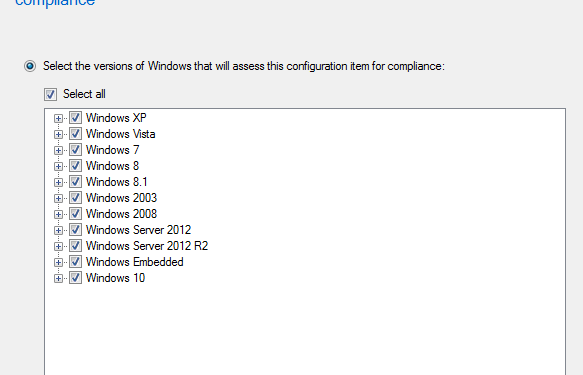 compliance
Select the versions of Windows that will assess this configuration item for compliance:
Select all
Windows XP
Windows Vista
Windows 7
Windows 8
Windows 8.1
Windows 2003
Windows 2008
Windows Server 2012
Windows Server 2012 R2
Windows Embedded
Windows 10